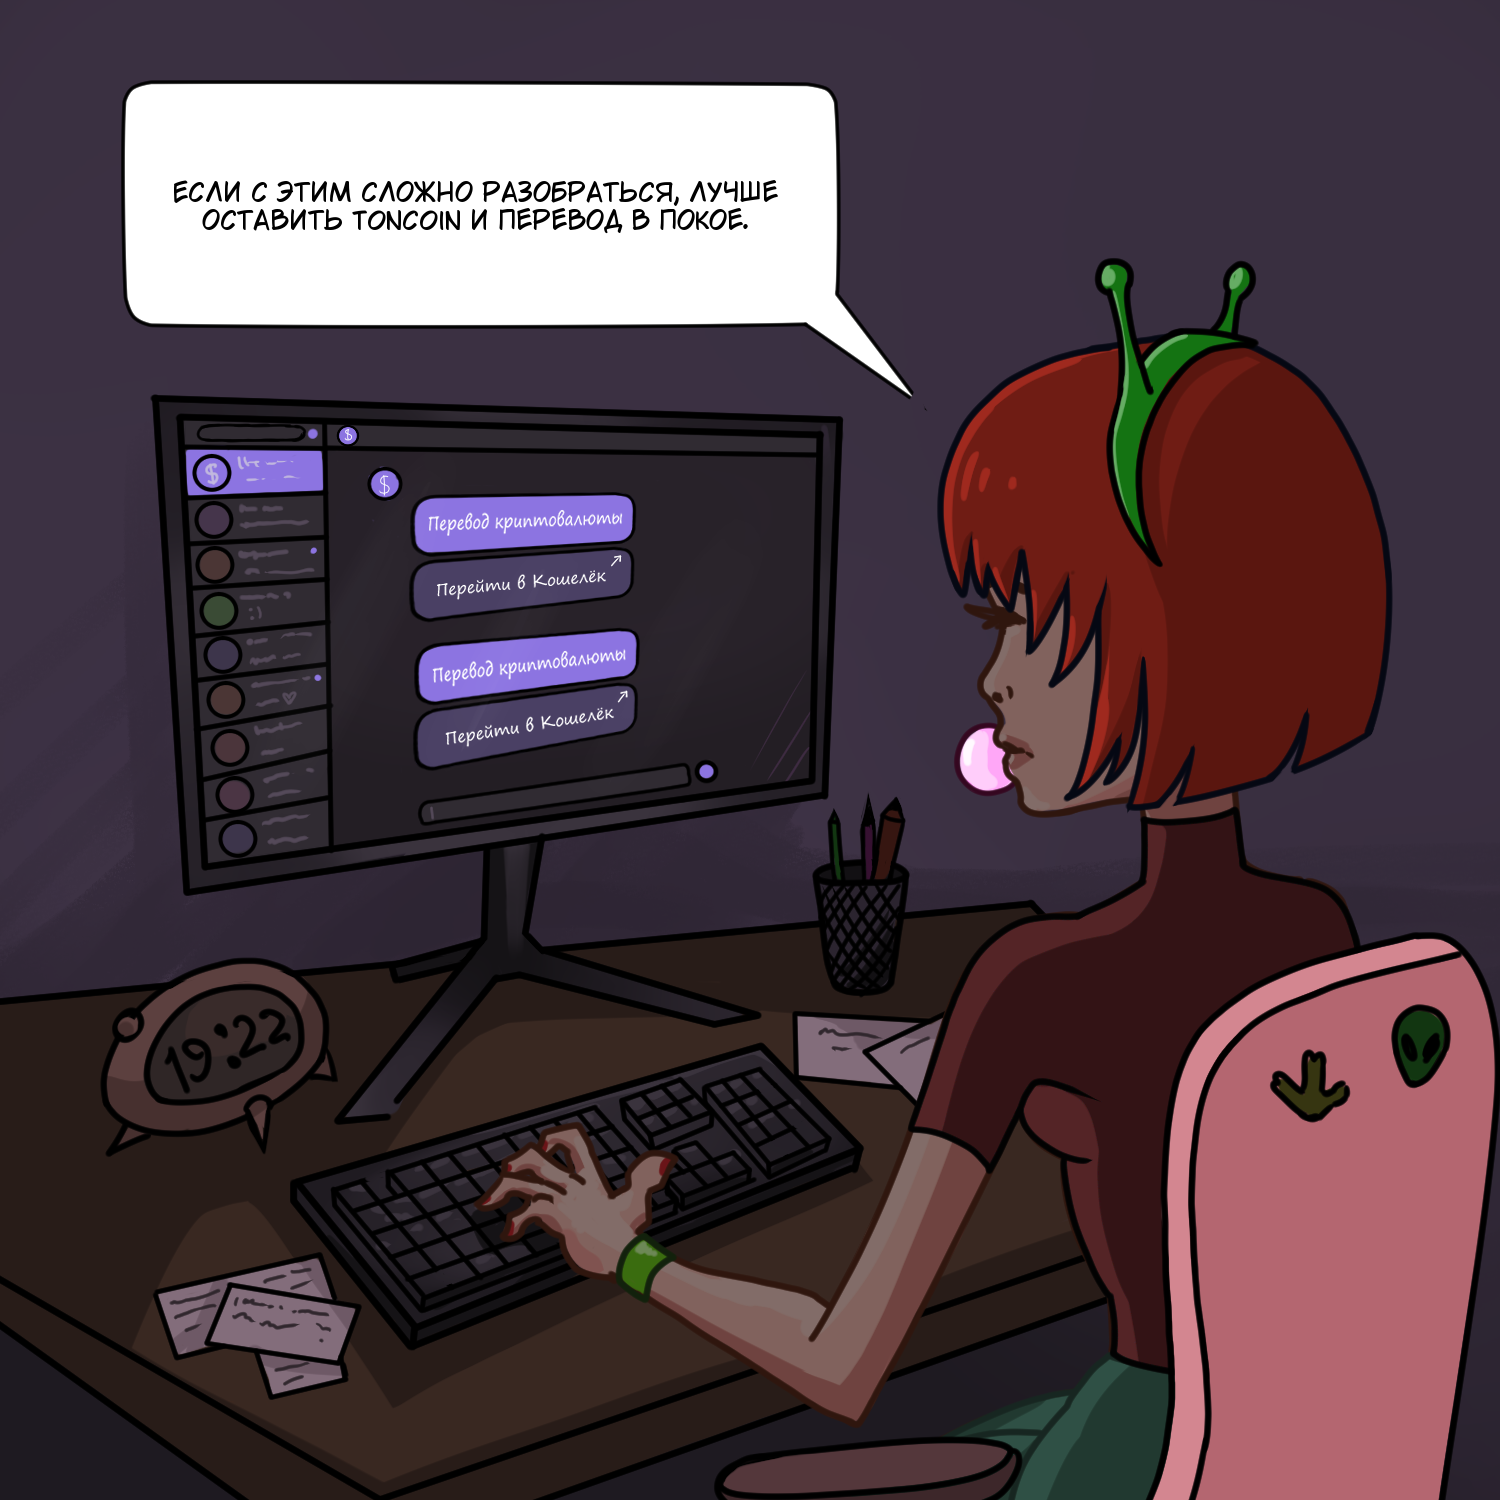 ЕСЛИ С ЭТИМ СЛОЖНО РАЗОБРАТЬСЯ, ЛУЧШЕ
ОСТАВИТЬ TONCOIN И ПЕРЕВОД В ПОКОЕ.
$
$
$
Перевод криптовалюты
Перейти в Кошелёк
:)
Перевод криптовалюты
Перейти в Кошелёк
19:22